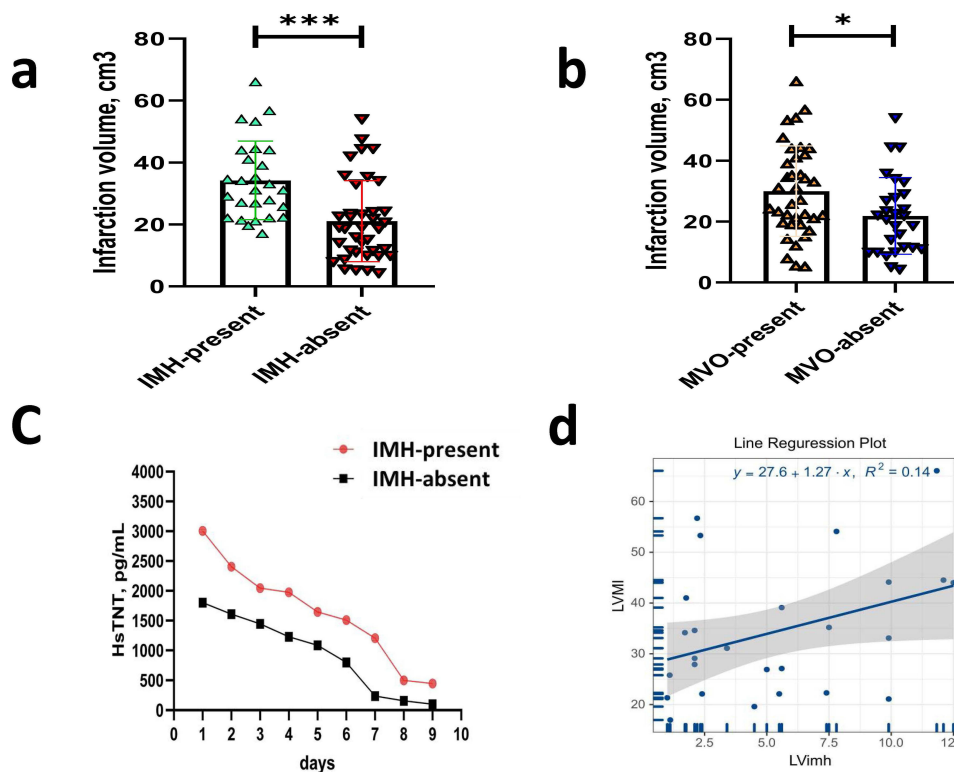 a
Infarction volume, cm3
80
60
40
20
0
***
IMH-present
IMH-absent
b
Infarction volume, cm3
80
60
40
20
0
*
MVO-present
MVO-absent
C
IMH-present
IMH-absent
HsTNT, pg/mL
4000
3500
3000
2500
2000
1500
1000
500
0
0 1 2 3 4 5 6 7 8 9 10
days
d
Line Reguression Plot
y = 27.6 + 1.27 · x, R² = 0.14
LVMI
60
50
40
30
20
2.5 5.0 7.5 10.0 12.5
LVimh